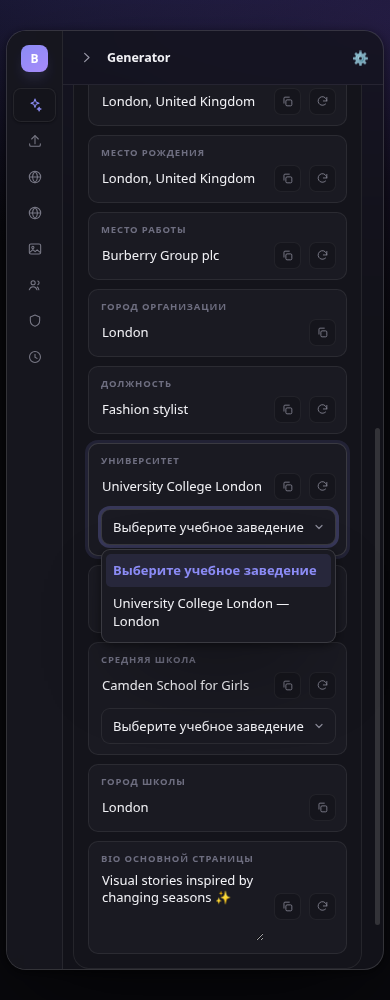 B
Generator
London, United Kingdom
МЕСТО РОЖДЕНИЯ
London, United Kingdom
МЕСТО РАБОТЫ
Burberry Group plc
ГОРОД ОРГАНИЗАЦИИ
London
ДОЛЖНОСТЬ
Fashion stylist
УНИВЕРСИТЕТ
University College London
Выберите учебное заведение
Выберите учебное заведение
University College London —
London
СРЕДНЯЯ ШКОЛА
Camden School for Girls
Выберите учебное заведение
ГОРОД ШКОЛЫ
London
BIO ОСНОВНОЙ СТРАНИЦЫ
Visual stories inspired by
changing seasons ✨